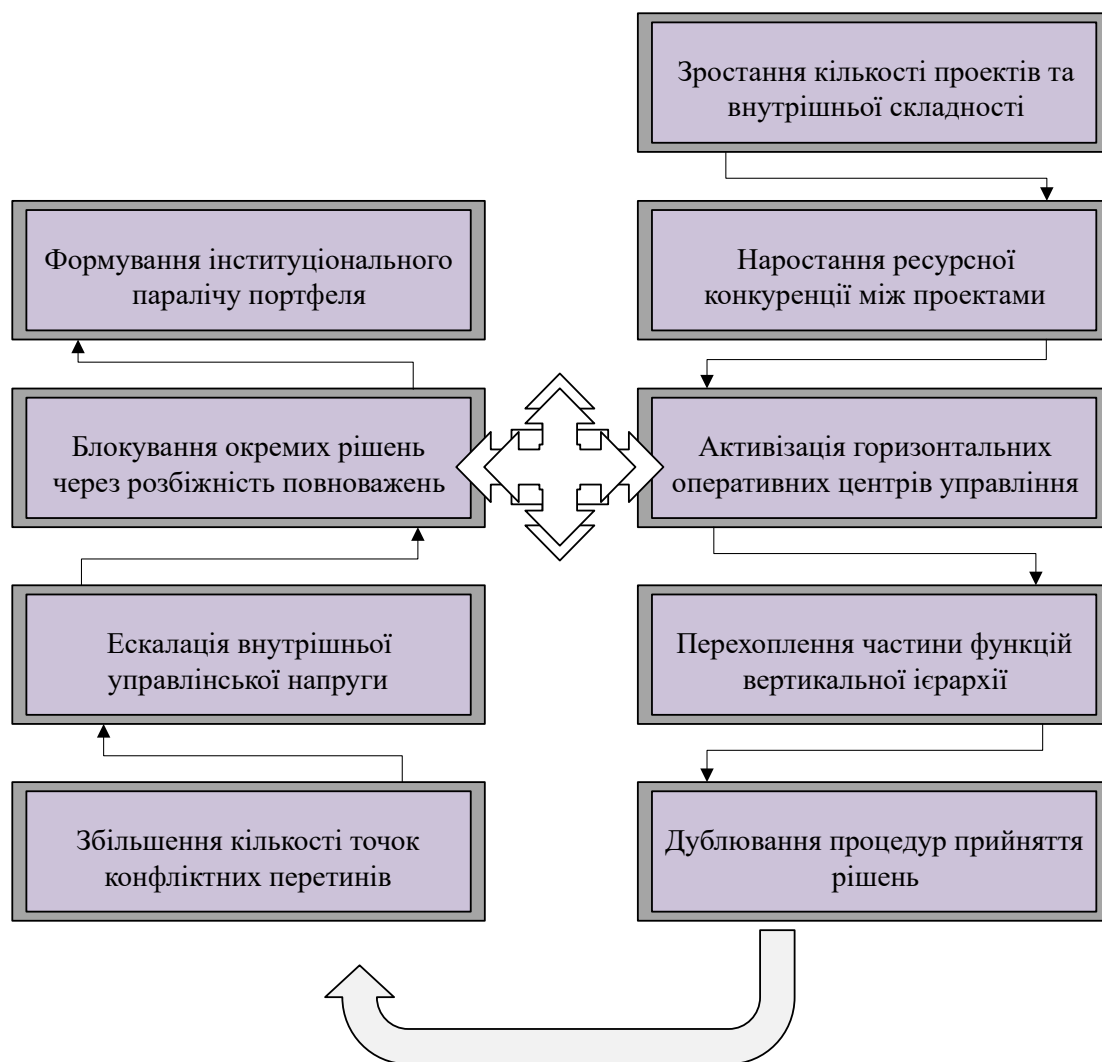 Зростання кількості проектів та
внутрішньої складності
Наростання ресурсної
конкуренції між проектами
Активізація горизонтальних
оперативних центрів управління
Перехоплення частини функцій
вертикальної ієрархії
Дублювання процедур прийняття
рішень
Збільшення кількості точок
конфліктних перетинів
Ескалація внутрішньої
управлінської напруги
Блокування окремих рішень
через розбіжність повноважень
Формування інституціонального
паралічу портфеля